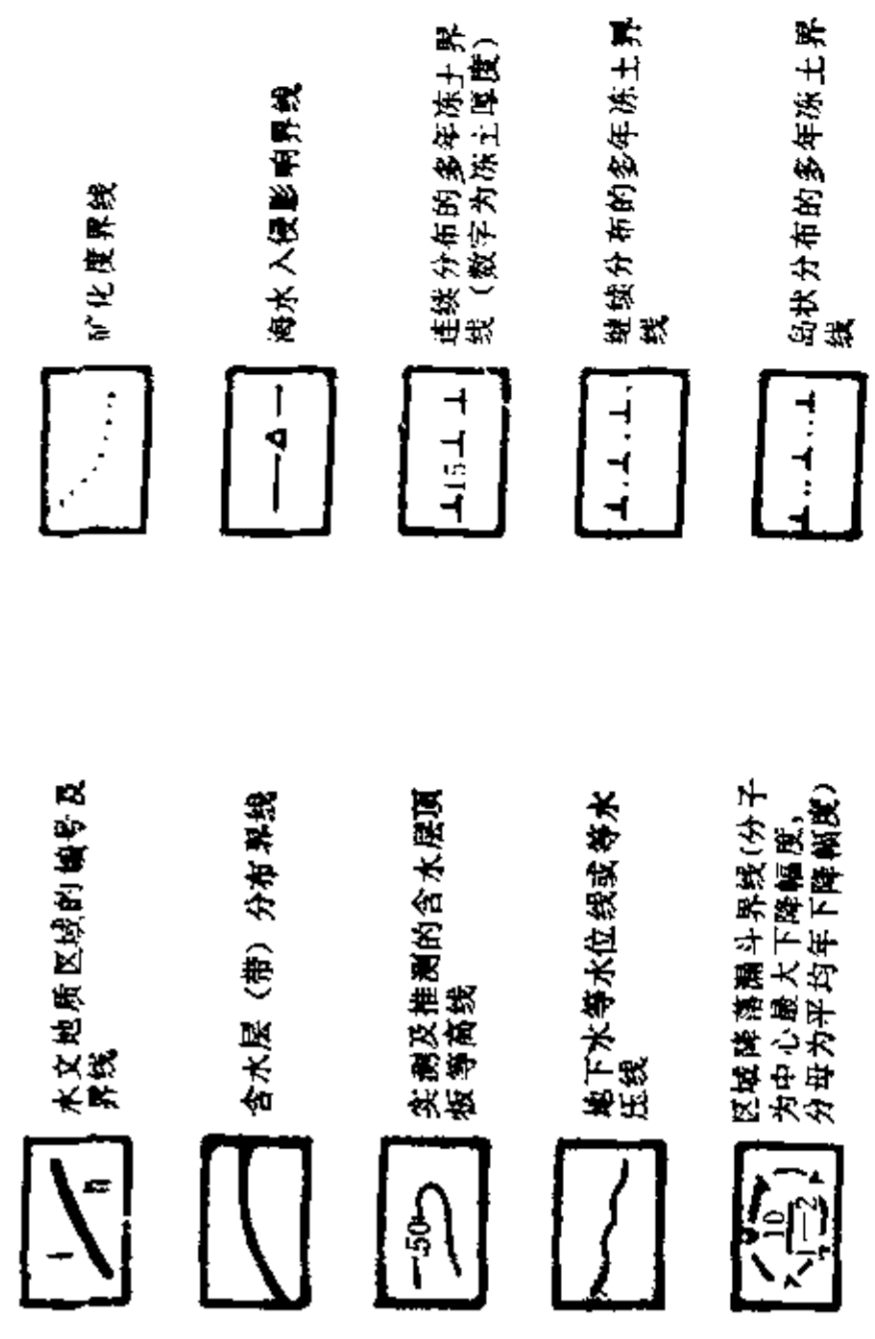 水文地质区域的编号及
界线
含水层（带）分布界线
50
实测及推测的含水层顶
板等高线
地下水等水位线或等水
压线
10
1—2
区域降落漏斗界线(分子
为中心最大下降幅度，
分母为平均年下降幅度)
矿化度界线
海水入侵影响界线
15
连续分布的多年冻土界
线（数字为冻土厚度）
继续分布的多年冻土界
线
岛状分布的多年冻土界
线